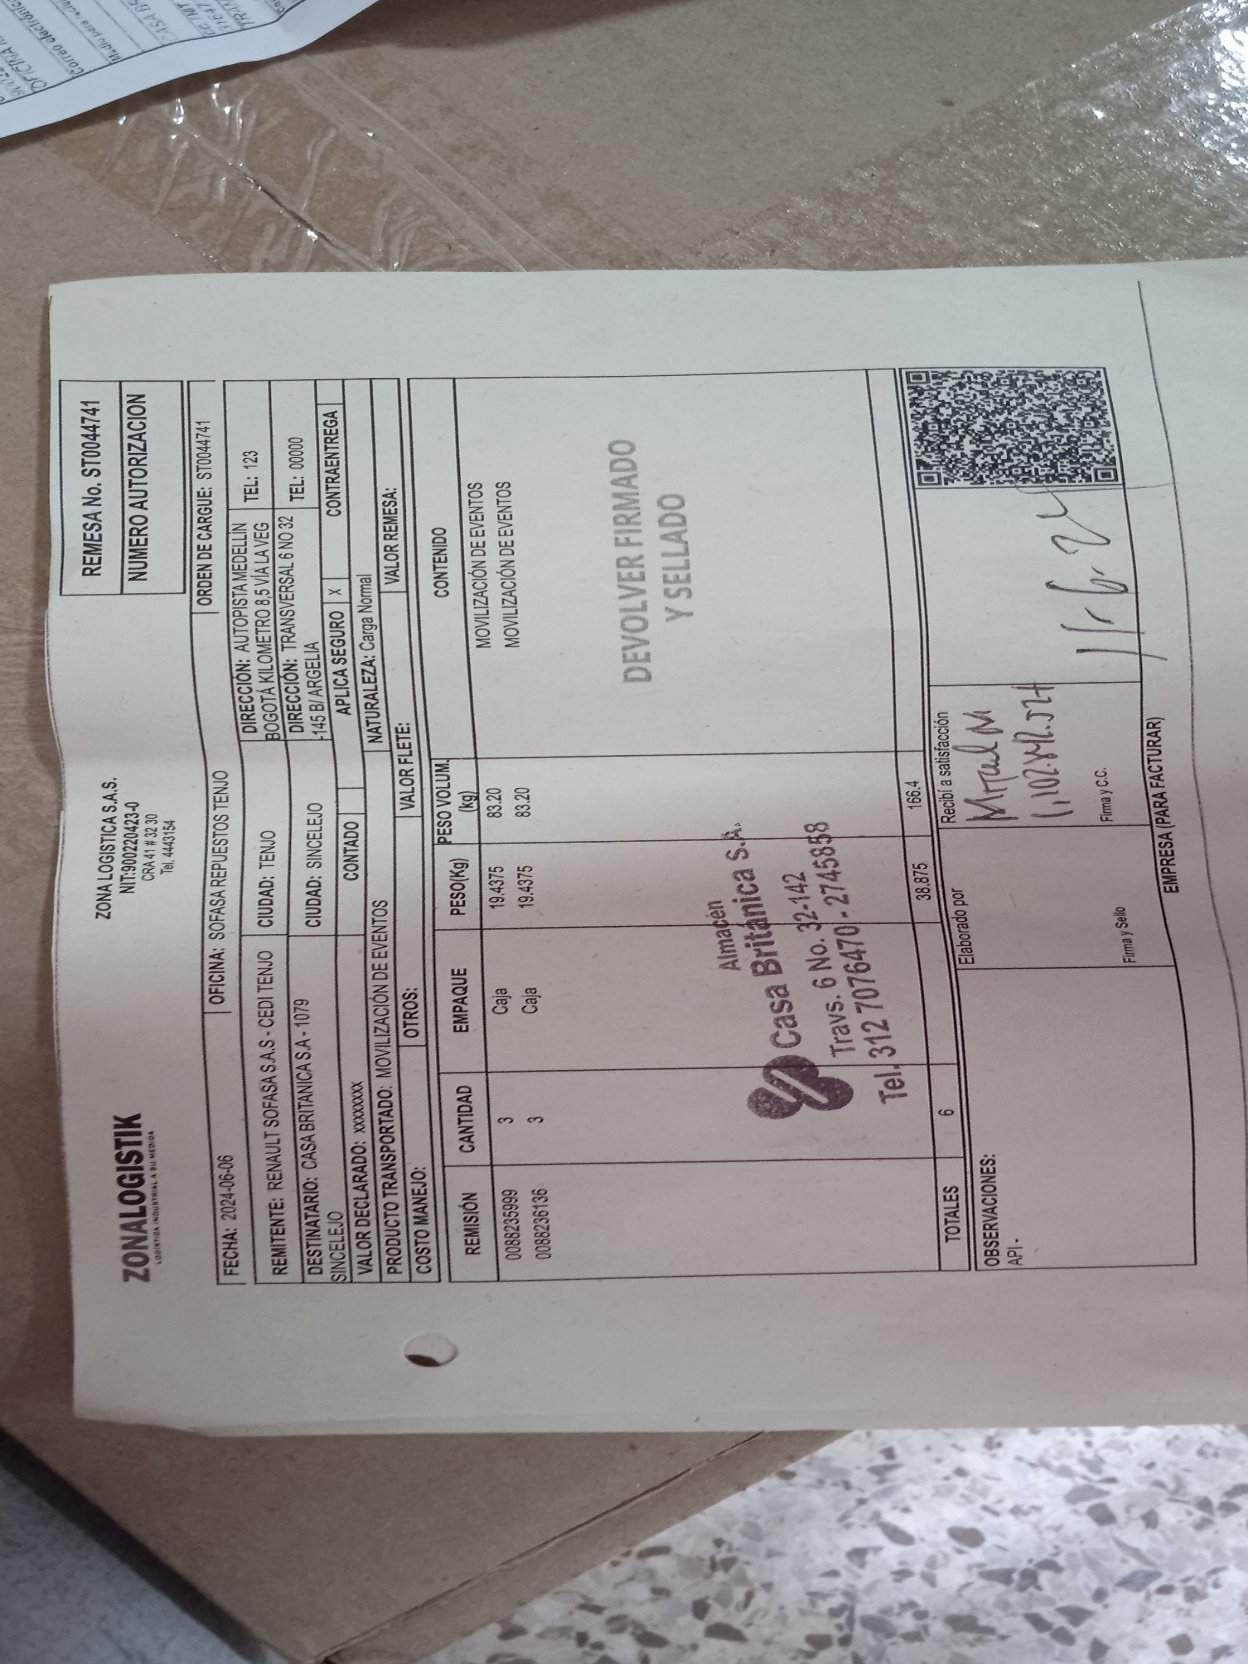 ZONALOGISTIK
LOGISTICA INDUSTRIAL A SU MEDIDA
ZONA LOGISTICA S.A.S.
NIT:900220423-0
CRA 41 # 32 30
Tel. 4443154
REMESA No. ST0044741
NUMERO AUTORIZACION
FECHA: 2024-06-06 OFICINA: SOFASA REPUESTOS TENJO ORDEN DE CARGUE: ST0044741
REMITENTE: RENAULT SOFASA S.A.S - CEDI TENJO CIUDAD: TENJO DIRECCIÓN: AUTOPISTA MEDELLIN TEL: 123
BOGOTÁ KILOMETRO 8,5 VÍA LA VEG
DESTINATARIO: CASA BRITANICA S.A - 1079 CIUDAD: SINCELEJO DIRECCIÓN: TRANSVERSAL 6 NO 32 TEL: 00000
SINCELEJO -145 B/ ARGELIA
VALOR DECLARADO: xxxxxxxx CONTADO APLICA SEGURO X CONTRAENTREGA
PRODUCTO TRANSPORTADO: MOVILIZACIÓN DE EVENTOS NATURALEZA: Carga Normal
COSTO MANEJO: OTROS: VALOR FLETE: VALOR REMESA:
REMISIÓN CANTIDAD EMPAQUE PESO(Kg) PESO VOLUM. (kg) CONTENIDO
0088235999 3 Caja 19.4375 83.20 MOVILIZACIÓN DE EVENTOS
0088236136 3 Caja 19.4375 83.20 MOVILIZACIÓN DE EVENTOS
DEVOLVER FIRMADO
Y SELLADO
Almacén
Casa Británica S.A.
Travs. 6 No. 32-142
Tel. 312 7076470 - 2745858
TOTALES 6 38.875 166.4
OBSERVACIONES:
API -
Elaborado por
Firma y Sello
Recibí a satisfacción
Firma y C.C.
11-6-24
EMPRESA (PARA FACTURAR)